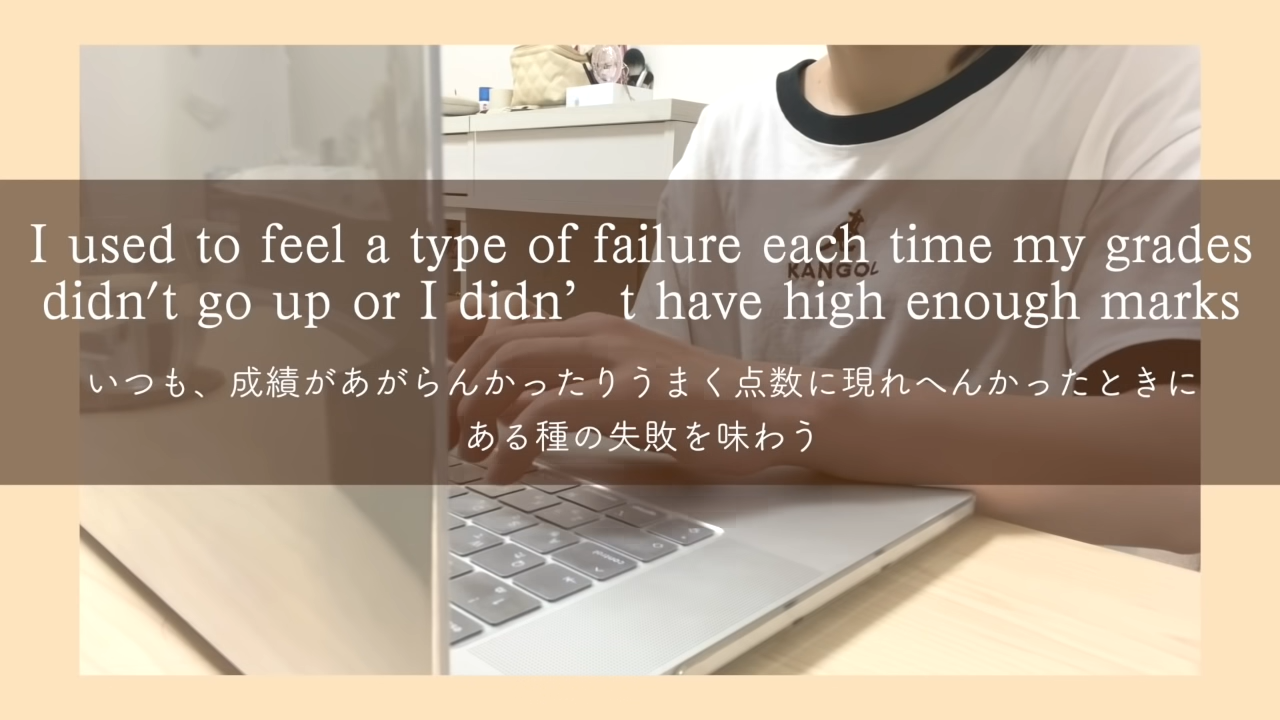 I used to feel a type of failure each time my grades
didn't go up or I didn’t have high enough marks
KANGOL
いつも、成績があがらんかったりうまく点数に現れへんかったときに
ある種の失敗を味わう
control